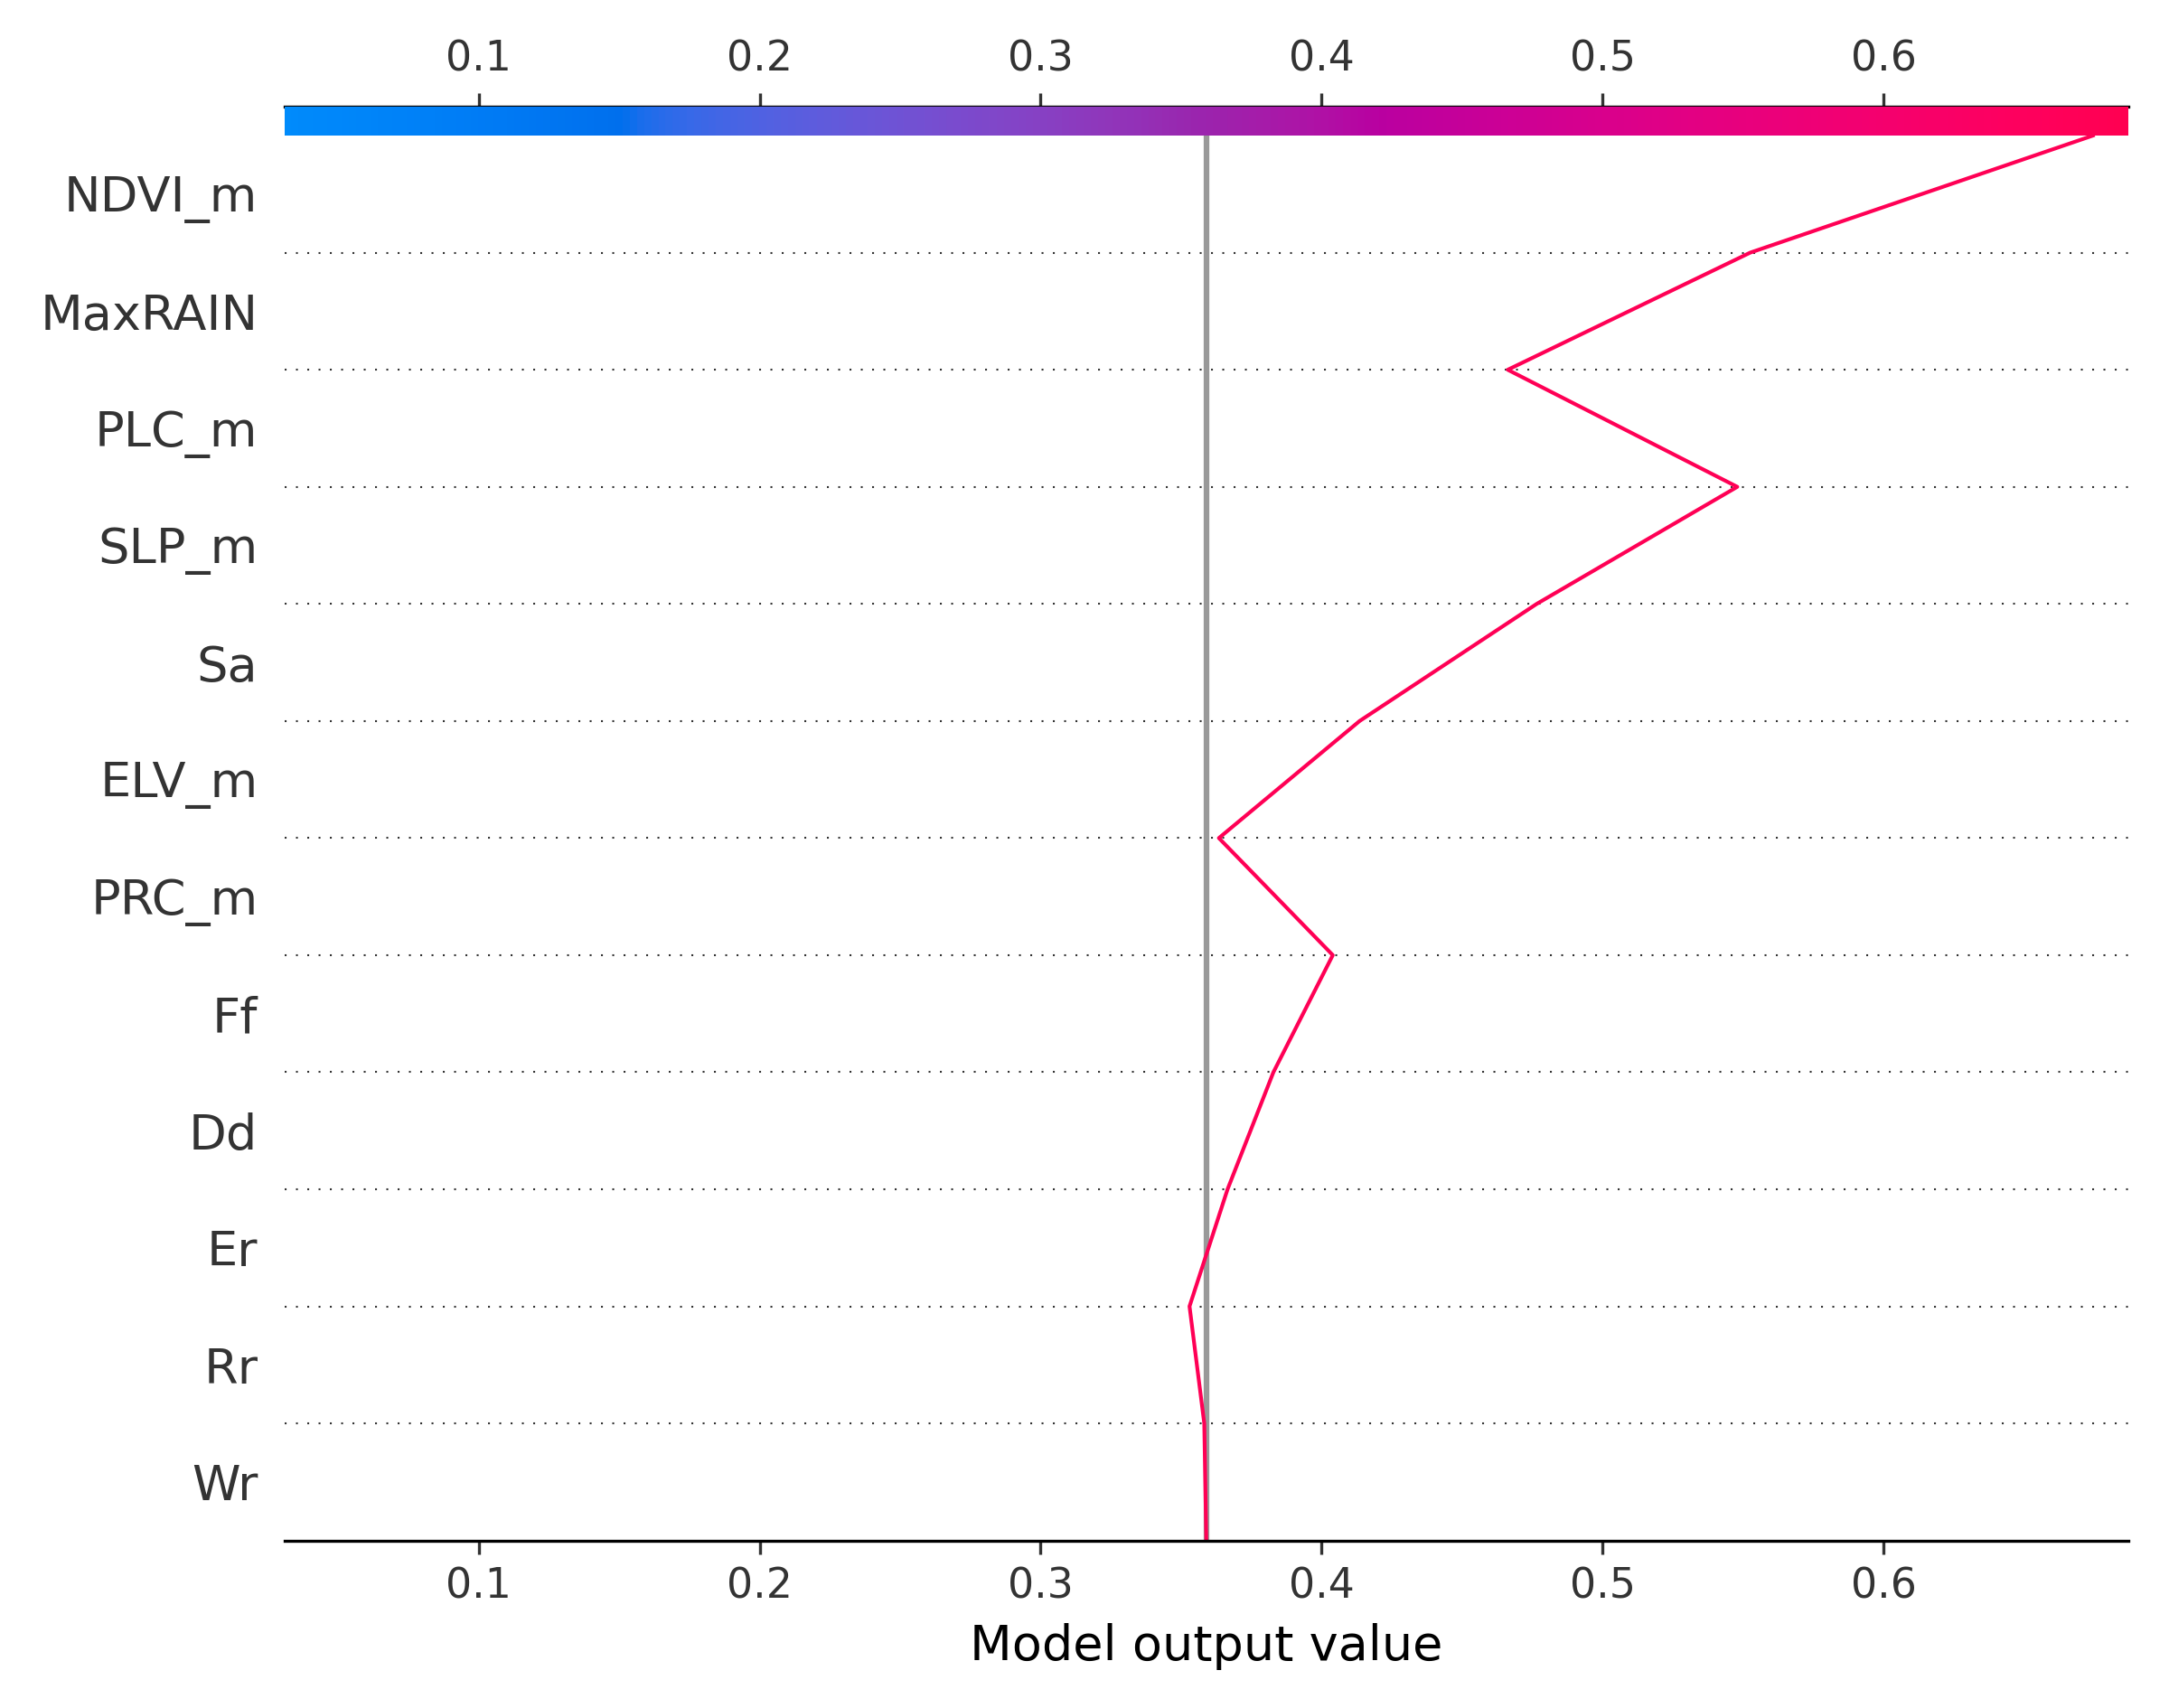 0.1 0.2 0.3 0.4 0.5 0.6
NDVI_m
MaxRAIN
PLC_m
SLP_m
Sa
ELV_m
PRC_m
Ff
Dd
Er
Rr
Wr
0.1 0.2 0.3 0.4 0.5 0.6
Model output value